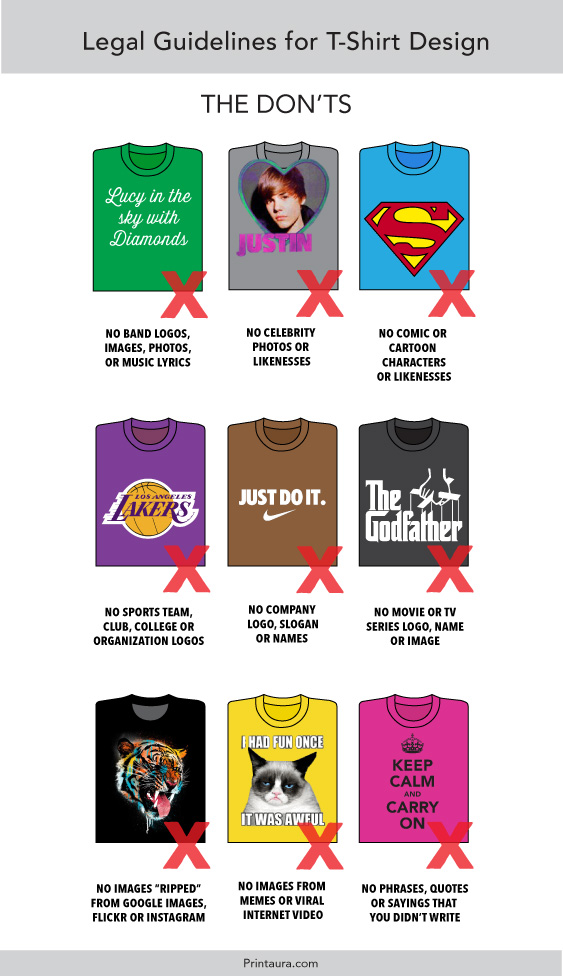 Legal Guidelines for T-Shirt Design
THE DON'TS
Lucy in the
sky with
Diamonds
JUSTIN
S
NO BAND LOGOS,
IMAGES, PHOTOS,
OR MUSIC LYRICS
NO CELEBRITY
PHOTOS OR
LIKENESSES
NO COMIC OR
CARTOON
CHARACTERS
OR LIKENESSES
LOS ANGELES
LAKERS
JUST DO IT.
The
Godfather
NO SPORTS TEAM,
CLUB, COLLEGE OR
ORGANIZATION LOGOS
NO COMPANY
LOGO, SLOGAN
OR NAMES
NO MOVIE OR TV
SERIES LOGO, NAME
OR IMAGE
I HAD FUN ONCE
IT WAS AWFUL
KEEP
CALM
AND
CARRY
ON
NO IMAGES "RIPPED"
FROM GOOGLE IMAGES,
FLICKR OR INSTAGRAM
NO IMAGES FROM
MEMES OR VIRAL
INTERNET VIDEO
NO PHRASES, QUOTES
OR SAYINGS THAT
YOU DIDN'T WRITE
Printaura.com